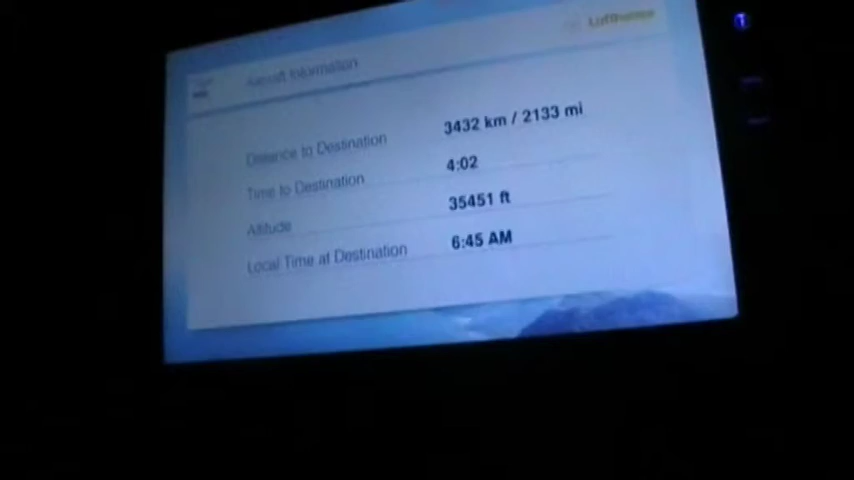 Lufthansa
Aircraft Information
Distance to Destination 3432 km / 2133 mi
Time to Destination 4:02
Altitude 35451 ft
Local Time at Destination 6:45 AM